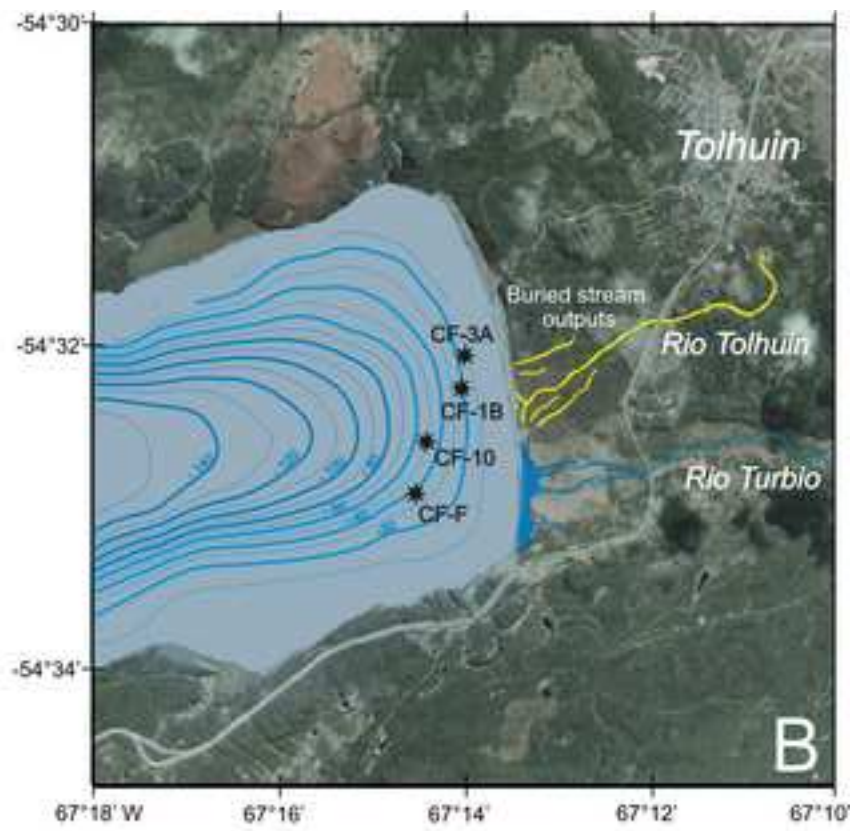 -54°30'
Tolhuin
Buried stream
outputs
-54°32'
CF-3A
Rio Tolhuin
CF-1B
CF-10
Rio Turbio
CF-F
-54°34'
B
67°18' W
67°16'
67°14'
67°12'
67°10'